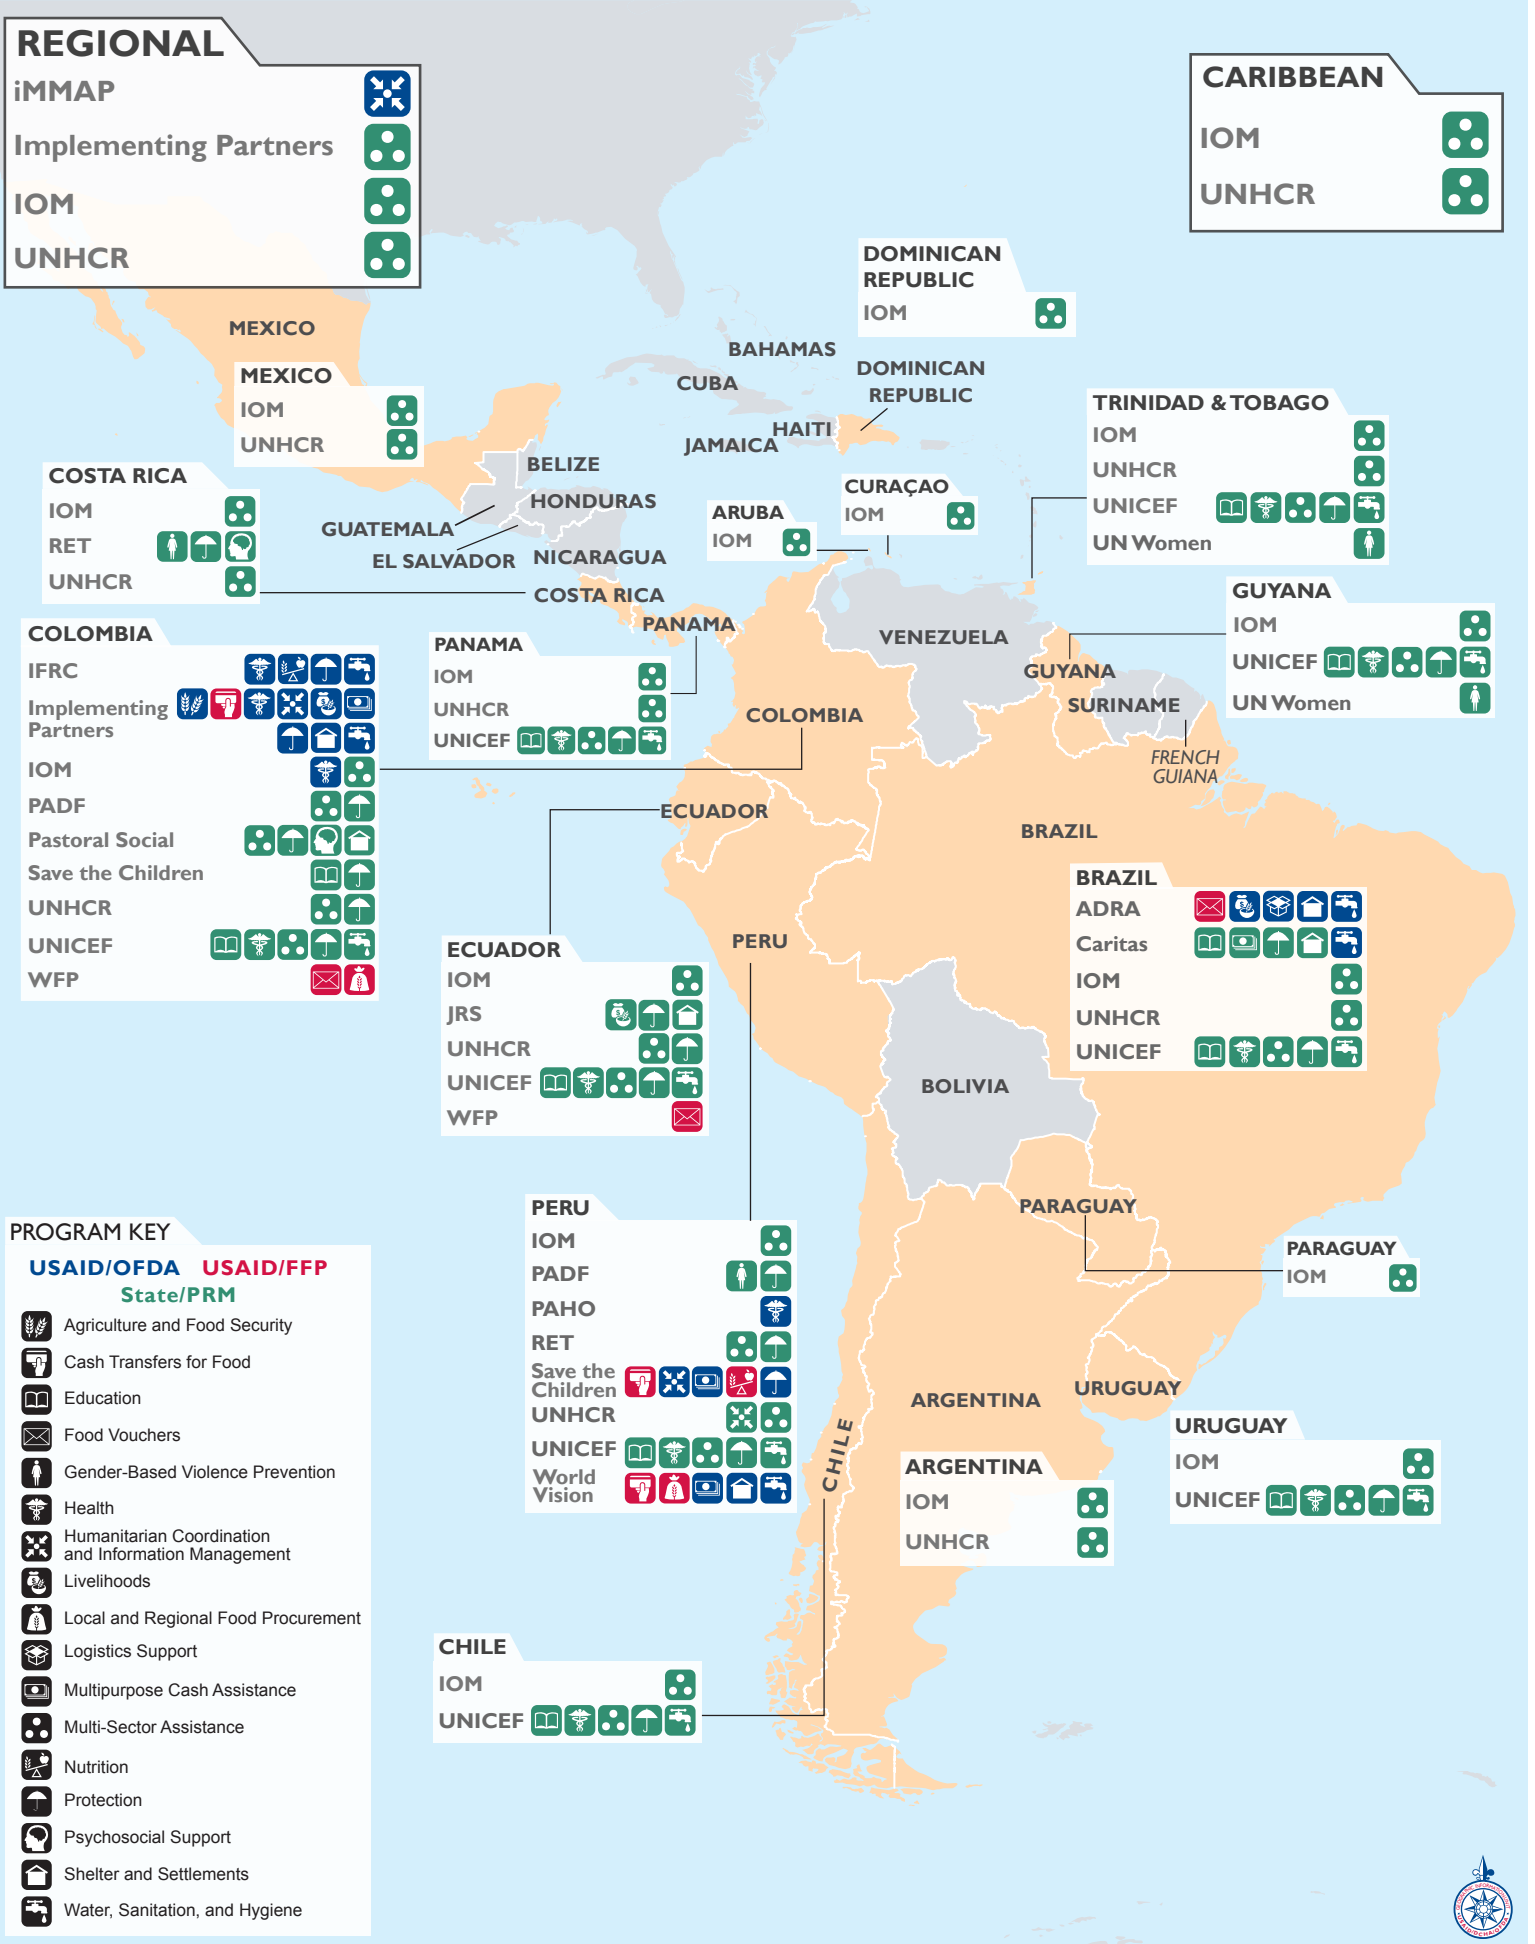 REGIONAL
iMMAP
Implementing Partners
IOM
UNHCR
CARIBBEAN
IOM
UNHCR
DOMINICAN
REPUBLIC
IOM
MEXICO
BAHAMAS
CUBA
DOMINICAN
REPUBLIC
HAITI
JAMAICA
MEXICO
IOM
UNHCR
TRINIDAD & TOBAGO
IOM
UNHCR
UNICEF
UN Women
BELIZE
HONDURAS
GUATEMALA
EL SALVADOR
NICARAGUA
COSTA RICA
PANAMA
COSTA RICA
IOM
RET
UNHCR
CURAÇAO
IOM
ARUBA
IOM
GUYANA
IOM
UNICEF
UN Women
VENEZUELA
GUYANA
SURINAME
FRENCH
GUIANA
COLOMBIA
IFRC
Implementing
Partners
IOM
PADF
Pastoral Social
Save the Children
UNHCR
UNICEF
WFP
PANAMA
IOM
UNHCR
UNICEF
COLOMBIA
ECUADOR
BRAZIL
PERU
BRAZIL
ADRA
Caritas
IOM
UNHCR
UNICEF
ECUADOR
IOM
JRS
UNHCR
UNICEF
WFP
BOLIVIA
PARAGUAY
PERU
IOM
PADF
PAHO
RET
Save the
Children
UNHCR
UNICEF
World
Vision
PARAGUAY
IOM
ARGENTINA
URUGUAY
CHILE
URUGUAY
IOM
UNICEF
ARGENTINA
IOM
UNHCR
CHILE
IOM
UNICEF
PROGRAM KEY
USAID/OFDA USAID/FFP
State/PRM
Agriculture and Food Security
Cash Transfers for Food
Education
Food Vouchers
Gender-Based Violence Prevention
Health
Humanitarian Coordination
and Information Management
Livelihoods
Local and Regional Food Procurement
Logistics Support
Multipurpose Cash Assistance
Multi-Sector Assistance
Nutrition
Protection
Psychosocial Support
Shelter and Settlements
Water, Sanitation, and Hygiene